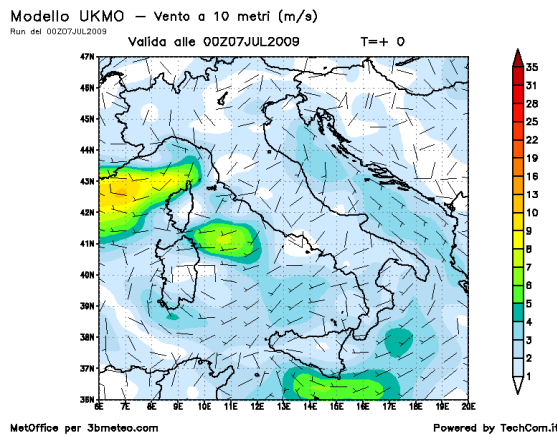 Modello UKMO – Vento a 10 metri (m/s)
Run del 00Z07JUL2009
Valida alle 00Z07JUL2009 T=+ 0
47N
46N
45N
44N
43N
42N
41N
40N
39N
38N
37N
36N
6E 7E 8E 9E 10E 11E 12E 13E 14E 15E 16E 17E 18E 19E 20E
35
31
28
25
22
19
16
13
10
9
8
7
6
5
4
3
2
1
MetOffice per 3bmeteo.com
Powered by TechCom.it